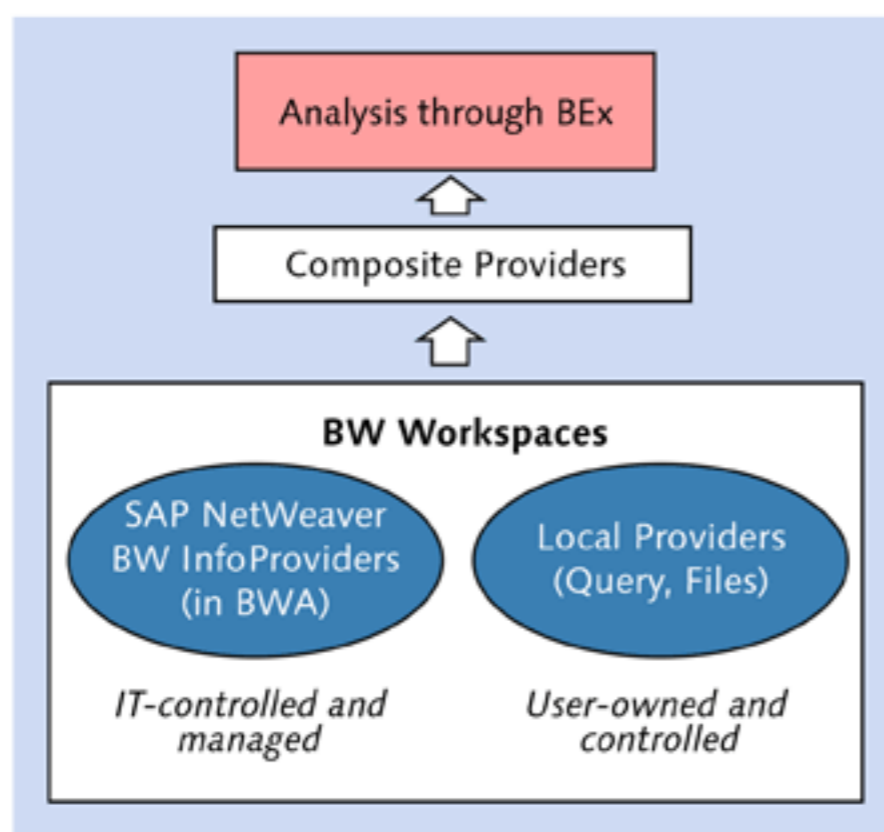 Analysis through BEx
Composite Providers
BW Workspaces
SAP NetWeaver
BW InfoProviders
(in BWA)
Local Providers
(Query, Files)
IT-controlled and
managed
User-owned and
controlled